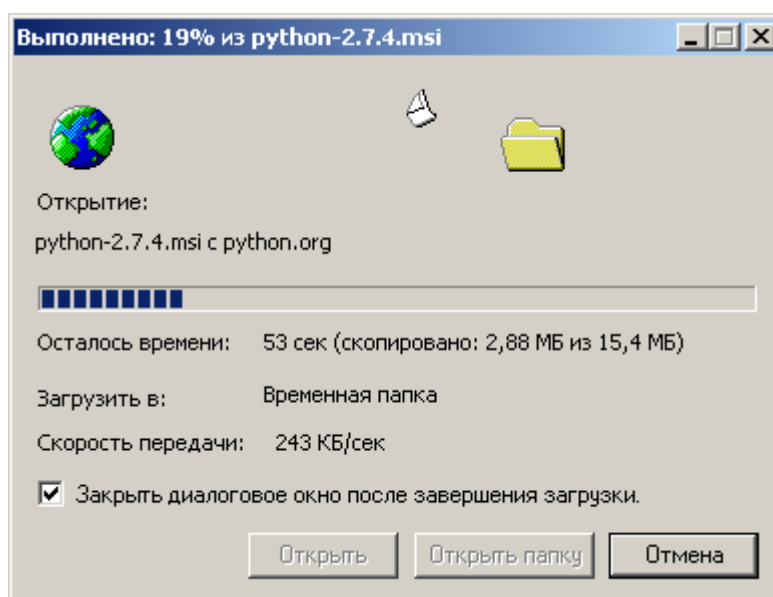 Выполнено: 19% из python-2.7.4.msi
Открытие:
python-2.7.4.msi с python.org
Осталось времени: 53 сек (скопировано: 2,88 МБ из 15,4 МБ)
Загрузить в: Временная папка
Скорость передачи: 243 КБ/сек
Закрыть диалоговое окно после завершения загрузки.
Открыть Открыть папку Отмена